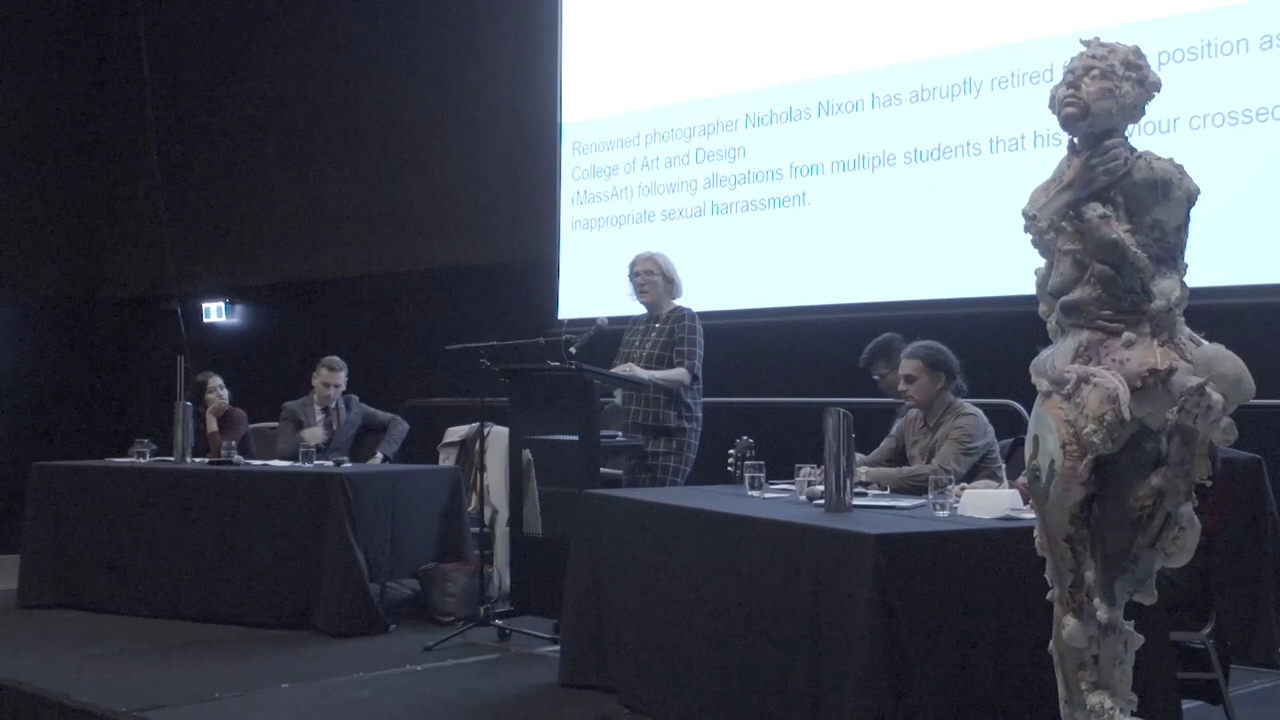 Renowned photographer Nicholas Nixon has abruptly retired position as
College of Art and Design
(MassArt) following allegations from multiple students that his viour crossed
inappropriate sexual harrassment.